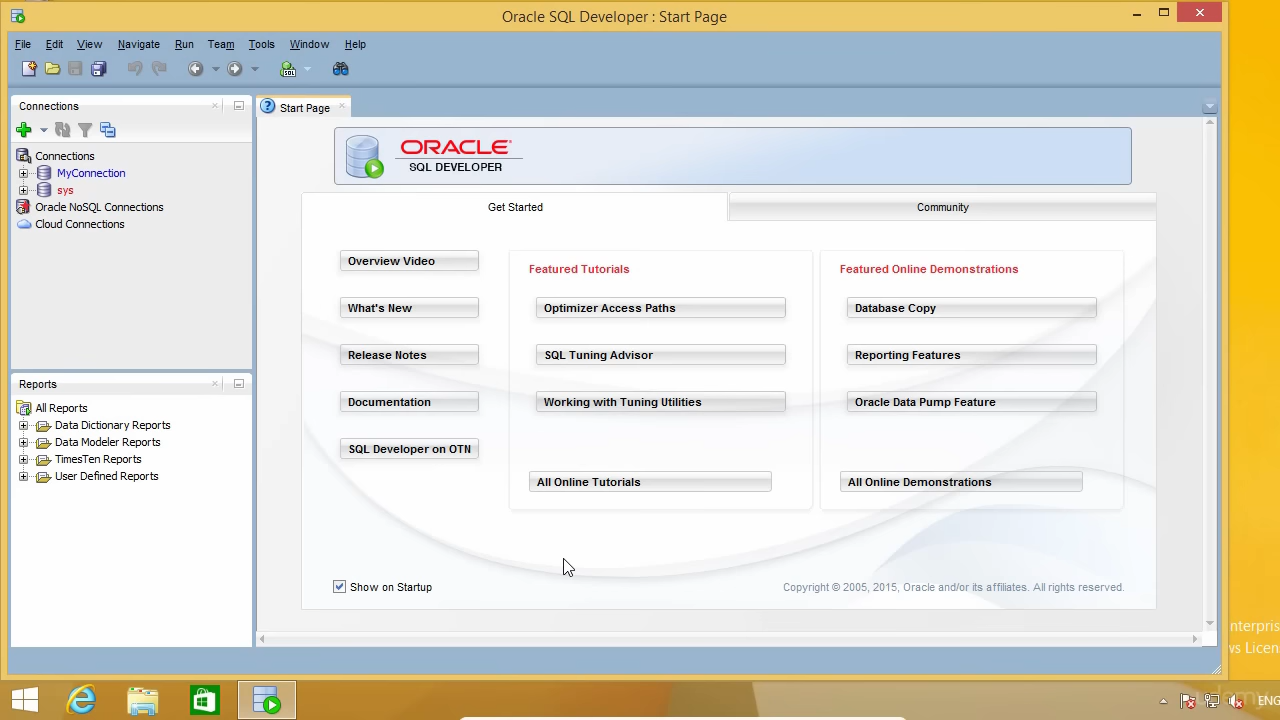 Oracle SQL Developer : Start Page
File Edit View Navigate Run Team Tools Window Help
SQL
Connections
Connections
MyConnection
sys
Oracle NoSQL Connections
Cloud Connections
Reports
All Reports
Data Dictionary Reports
Data Modeler Reports
TimesTen Reports
User Defined Reports
Start Page
ORACLE
SQL DEVELOPER
Get Started
Community
Overview Video
What's New
Release Notes
Documentation
SQL Developer on OTN
Featured Tutorials
Optimizer Access Paths
SQL Tuning Advisor
Working with Tuning Utilities
All Online Tutorials
Featured Online Demonstrations
Database Copy
Reporting Features
Oracle Data Pump Feature
All Online Demonstrations
Show on Startup
Copyright © 2005, 2015, Oracle and/or its affiliates. All rights reserved.
nterpris
vs Licen
ENG